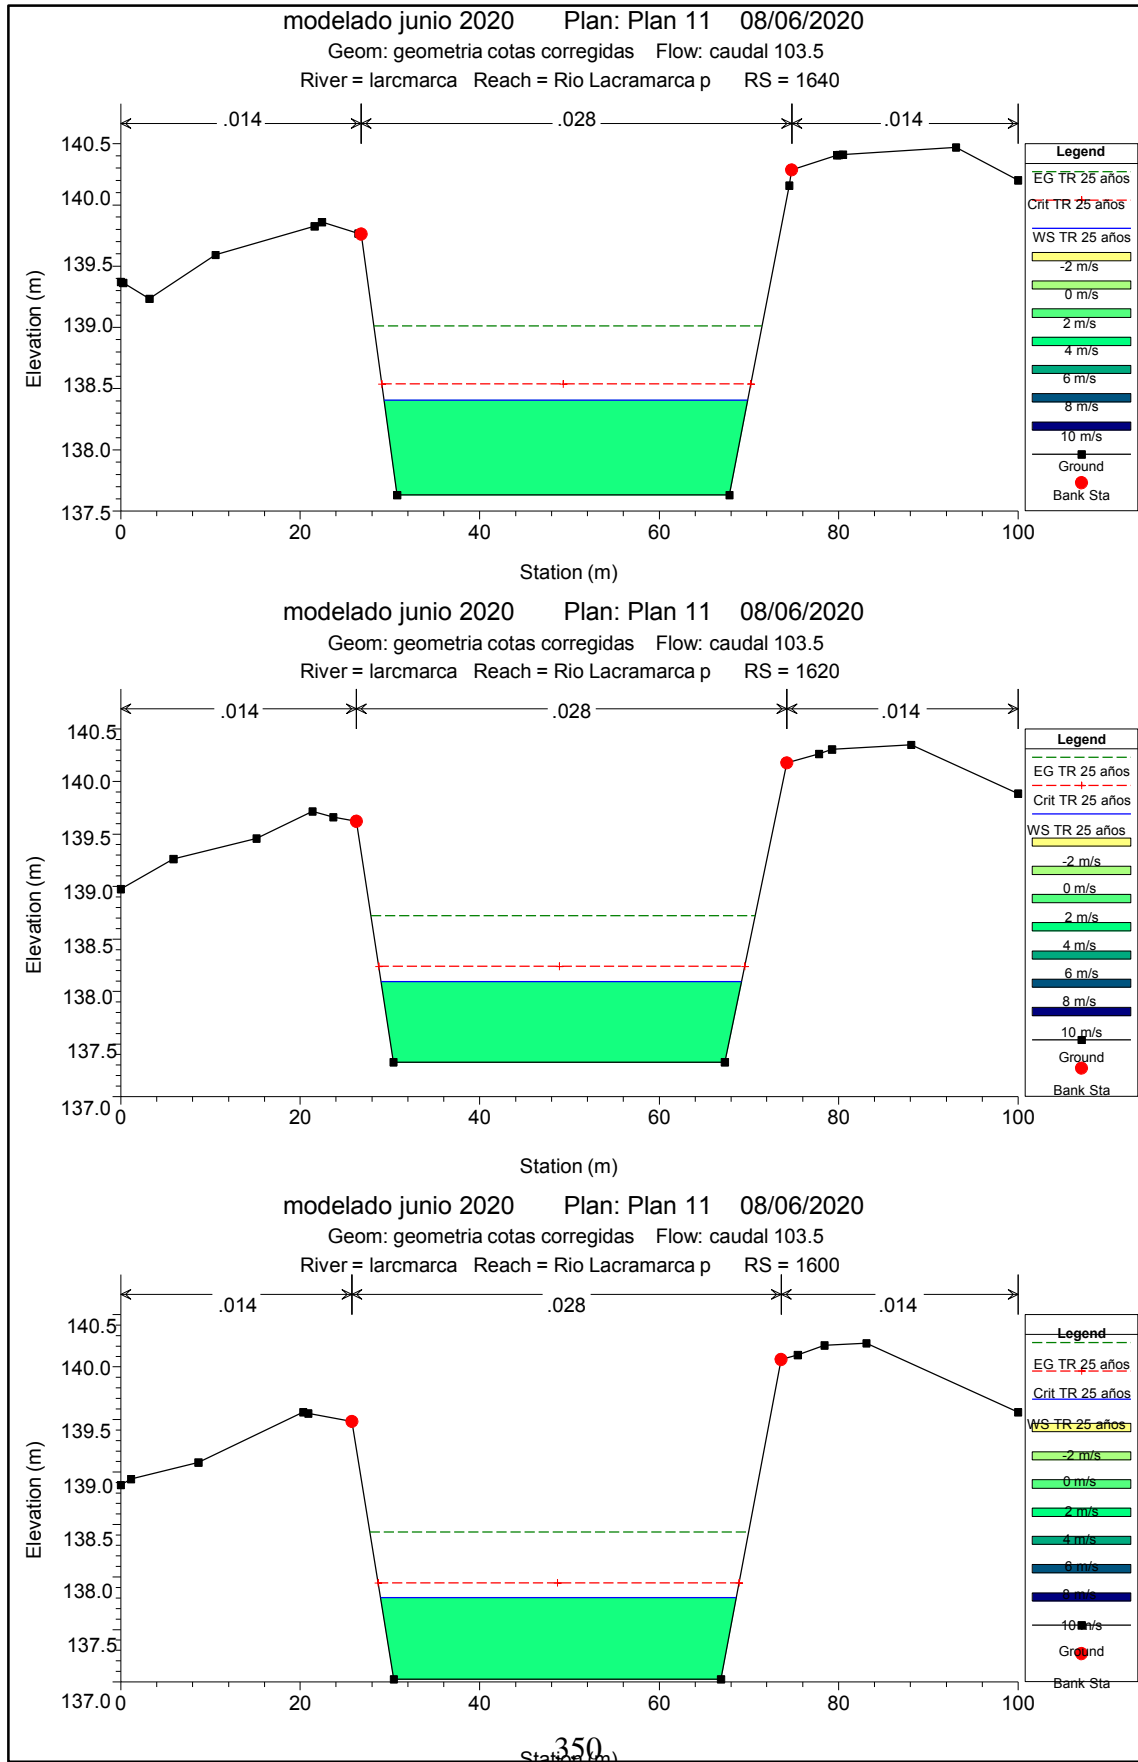 modelado junio 2020 Plan: Plan 11 08/06/2020
Geom: geometria cotas corregidas Flow: caudal 103.5
River = larcmarca Reach = Rio Lacramarca p RS = 1640
.014 .028 .014
140.5
140.0
139.5
139.0
138.5
138.0
137.5
Elevation (m)
0 20 40 60 80 100
Station (m)
Legend
EG TR 25 años
Crit TR 25 años
WS TR 25 años
-2 m/s
0 m/s
2 m/s
4 m/s
6 m/s
8 m/s
10 m/s
Ground
Bank Sta
modelado junio 2020 Plan: Plan 11 08/06/2020
Geom: geometria cotas corregidas Flow: caudal 103.5
River = larcmarca Reach = Rio Lacramarca p RS = 1620
.014 .028 .014
140.5
140.0
139.5
139.0
138.5
138.0
137.5
137.0
Elevation (m)
0 20 40 60 80 100
Station (m)
Legend
EG TR 25 años
Crit TR 25 años
WS TR 25 años
-2 m/s
0 m/s
2 m/s
4 m/s
6 m/s
8 m/s
10 m/s
Ground
Bank Sta
modelado junio 2020 Plan: Plan 11 08/06/2020
Geom: geometria cotas corregidas Flow: caudal 103.5
River = larcmarca Reach = Rio Lacramarca p RS = 1600
.014 .028 .014
140.5
140.0
139.5
139.0
138.5
138.0
137.5
137.0
Elevation (m)
0 20 40 60 80 100
Station (m)
Legend
EG TR 25 años
Crit TR 25 años
WS TR 25 años
-2 m/s
0 m/s
2 m/s
4 m/s
6 m/s
8 m/s
10 m/s
Ground
Bank Sta
350